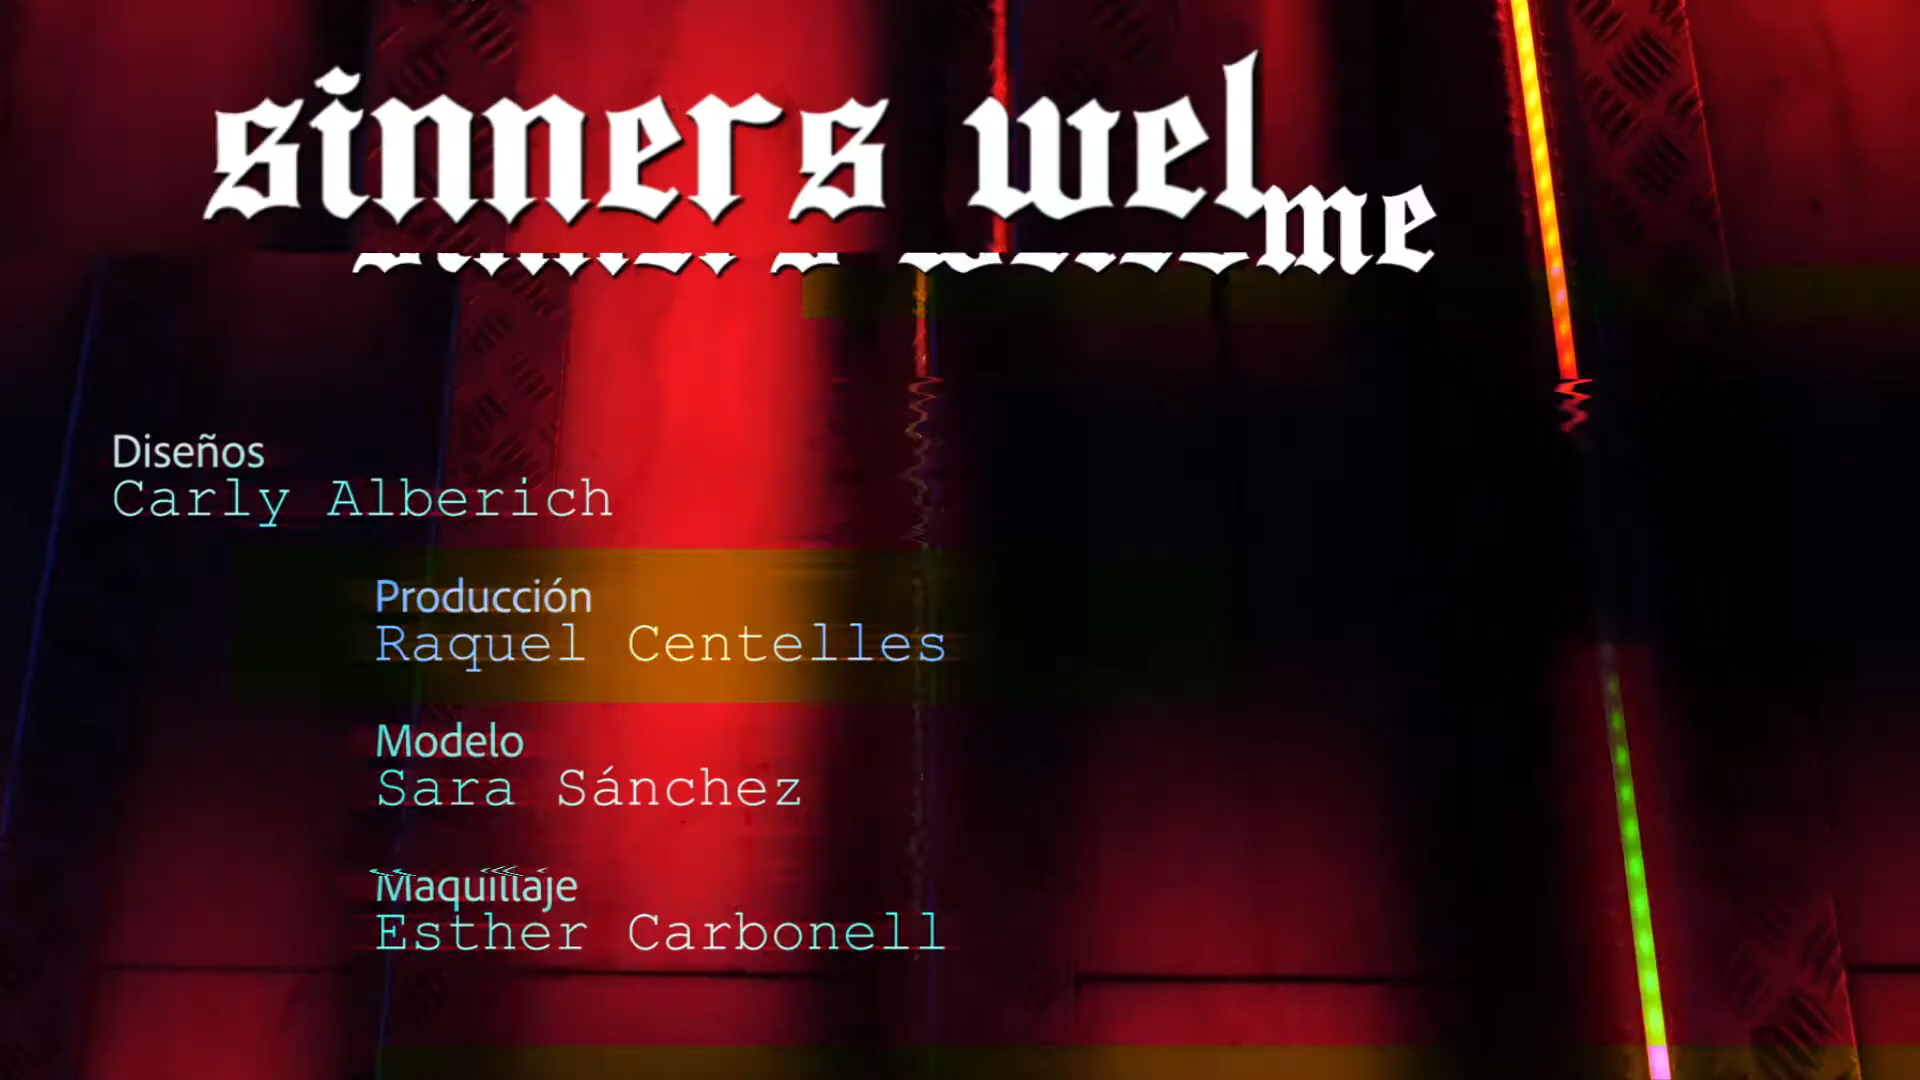 sinners wel
me
Diseños
Carly Alberich
Producción
Raquel Centelles
Modelo
Sara Sánchez
Maquillaje
Esther Carbonell